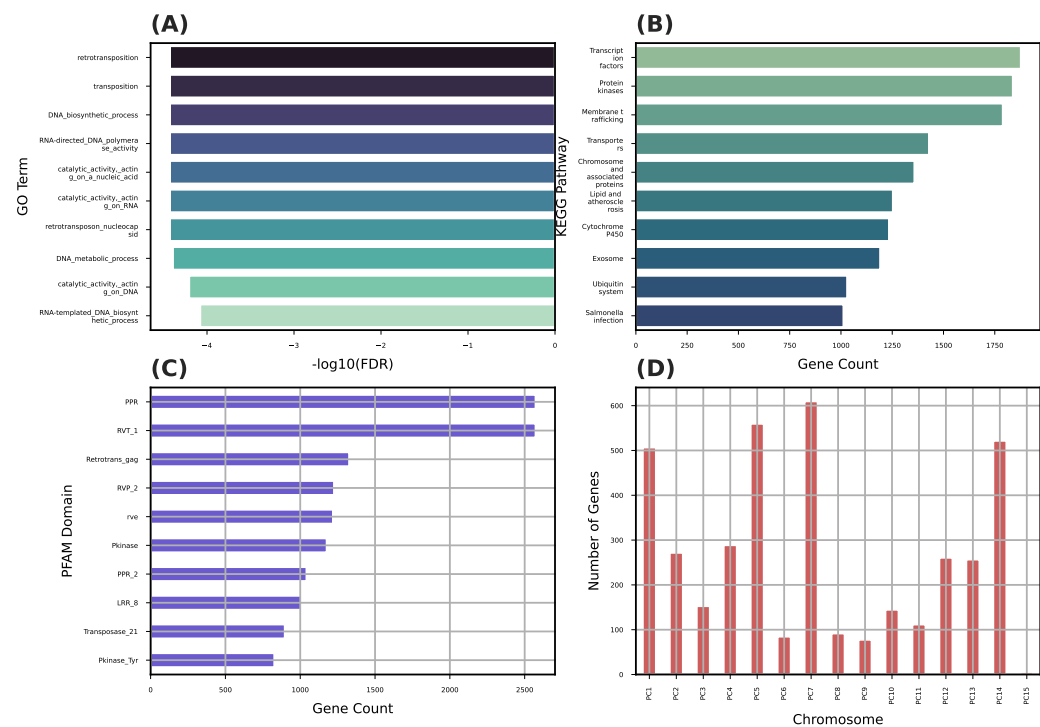 (A)
GO Term
retrotransposition
transposition
DNA_biosynthetic_process
RNA-directed_DNA_polymera
se_activity
catalytic_activity,_actin
g_on_a_nucleic_acid
catalytic_activity,_actin
g_on_RNA
retrotransposon_nucleocap
sid
DNA_metabolic_process
catalytic_activity,_actin
g_on_DNA
RNA-templated_DNA_biosynt
hetic_process
−4 −3 −2 −1 0
-log10(FDR)
(B)
KEGG Pathway
Transcript
ion
factors
Protein
kinases
Membrane t
rafficking
Transporte
rs
Chromosome
and
associated
proteins
Lipid and
atheroscle
rosis
Cytochrome
P450
Exosome
Ubiquitin
system
Salmonella
infection
0 250 500 750 1000 1250 1500 1750
Gene Count
(C)
PFAM Domain
PPR
RVT_1
Retrotrans_gag
RVP_2
rve
Pkinase
PPR_2
LRR_8
Transposase_21
Pkinase_Tyr
0 500 1000 1500 2000 2500
Gene Count
(D)
Number of Genes
600
500
400
300
200
100
0
PC1 PC2 PC3 PC4 PC5 PC6 PC7 PC8 PC9 PC10 PC11 PC12 PC13 PC14 PC15
Chromosome